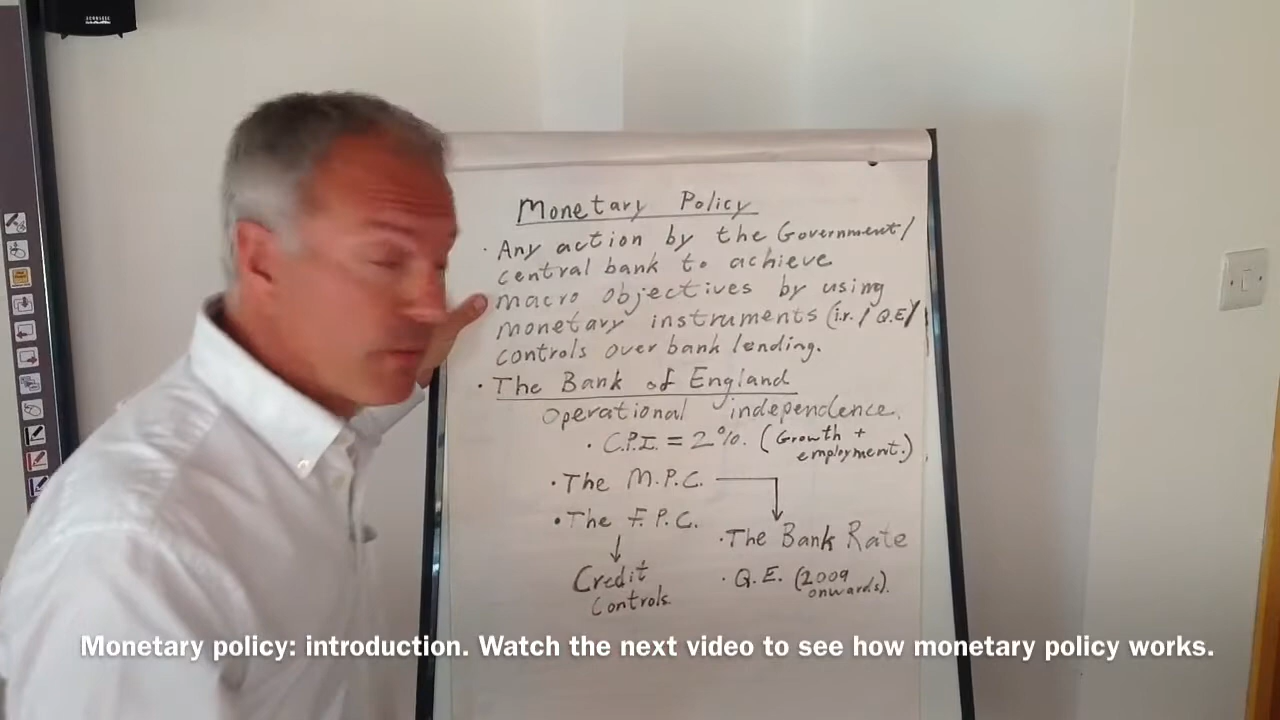 Monetary Policy
· Any action by the Government/
central bank to achieve
macro objectives by using
monetary instruments (i.r./Q.E)/
controls over bank lending.
· The Bank of England
Operational independence.
· C.P.I. = 2%. (Growth +
employment.)
· The M.P.C.
· The F.P.C.
· The Bank Rate
Credit
Controls.
· Q.E. (2009
onwards).
Monetary policy: introduction. Watch the next video to see how monetary policy works.